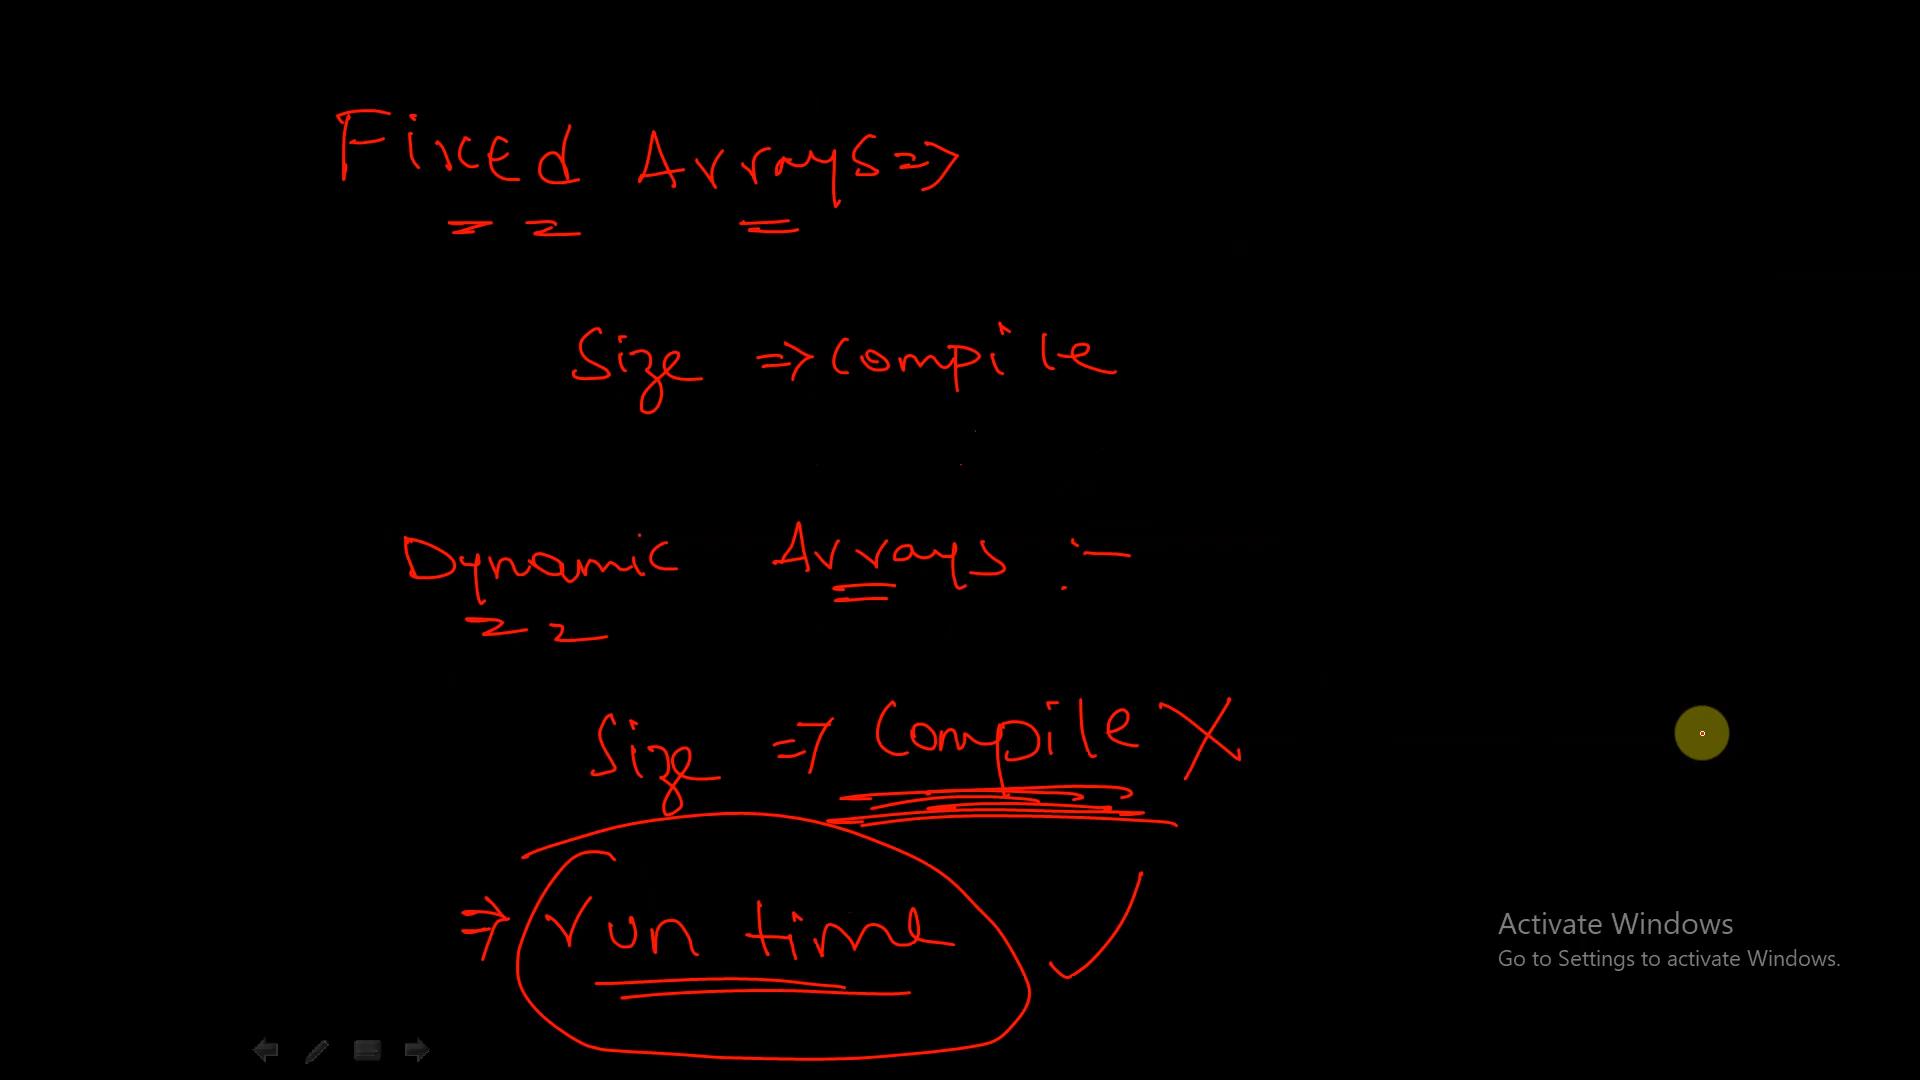 Fixed Arrays =>
Size => Compile
Dynamic Arrays :-
Size => Compile X
=> run time ✓
Activate Windows
Go to Settings to activate Windows.